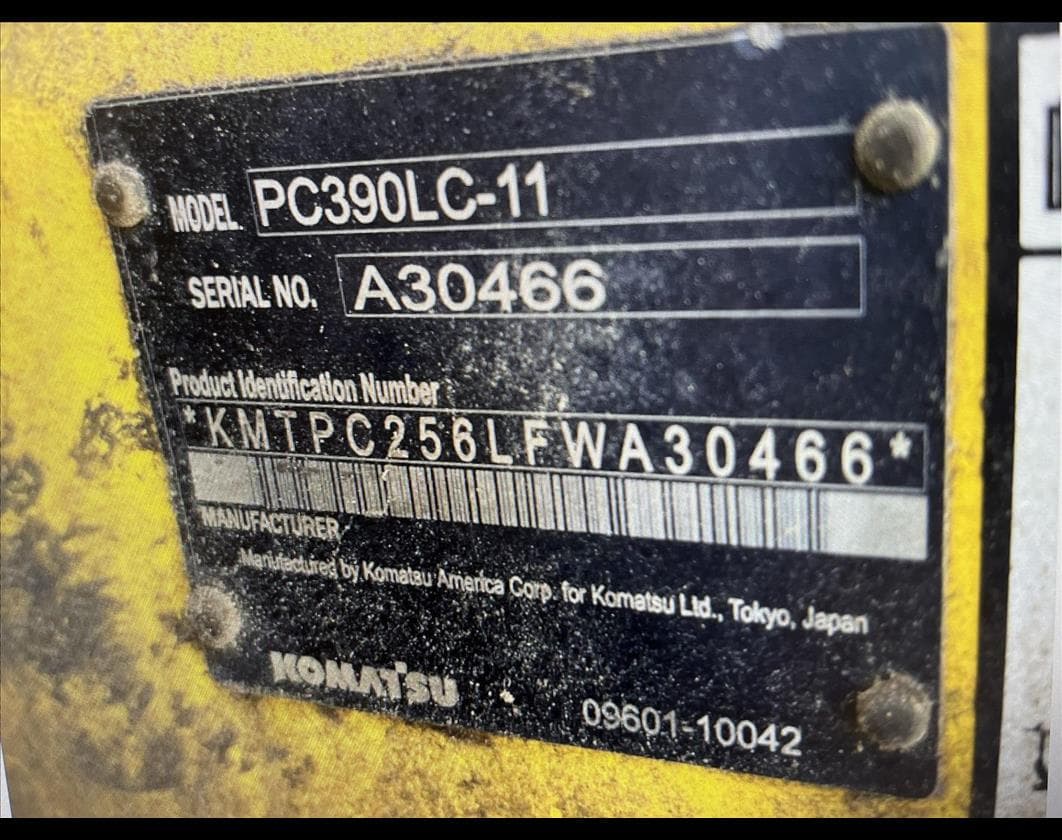 MODEL PC390LC-11
SERIAL NO. A30466
Product Identification Number
*KMTPC256LFWA30466*
MANUFACTURER
Manufactured by Komatsu America Corp. for Komatsu Ltd., Tokyo, Japan
KOMATSU
09601-10042